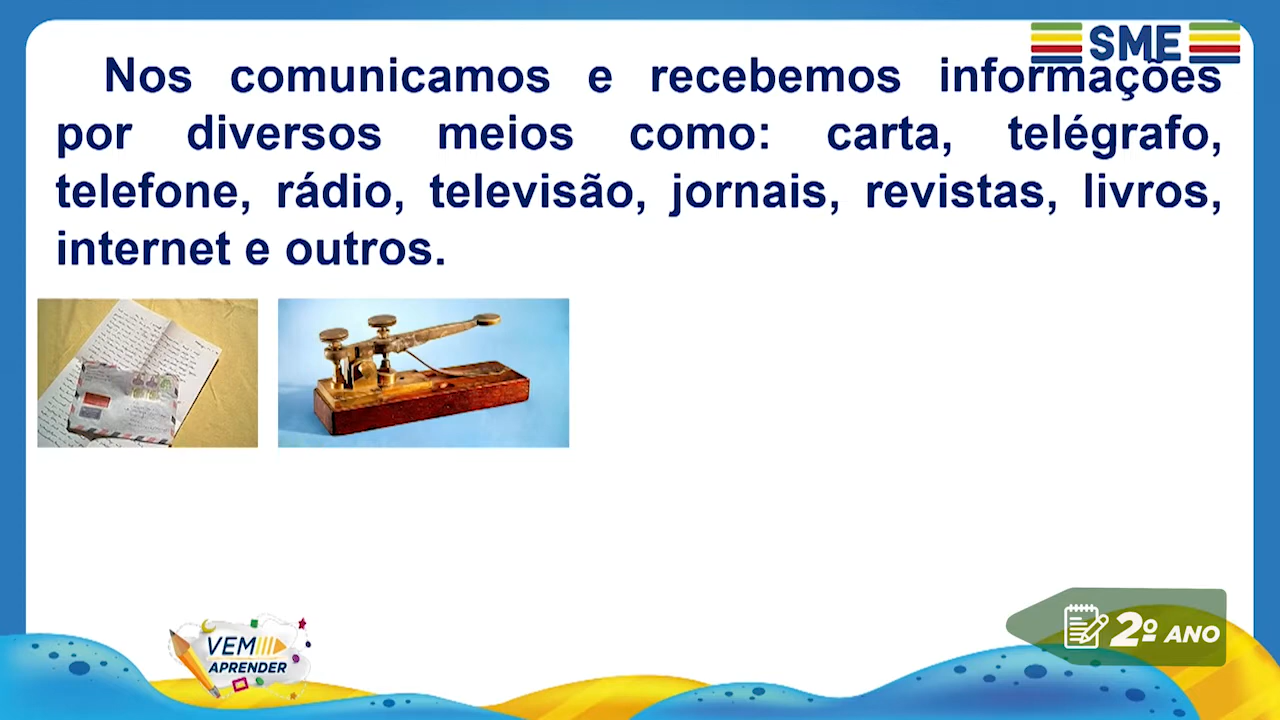 SME
Nos comunicamos e recebemos informações
por diversos meios como: carta, telégrafo,
telefone, rádio, televisão, jornais, revistas, livros,
internet e outros.
VEM
APRENDER
2º ANO